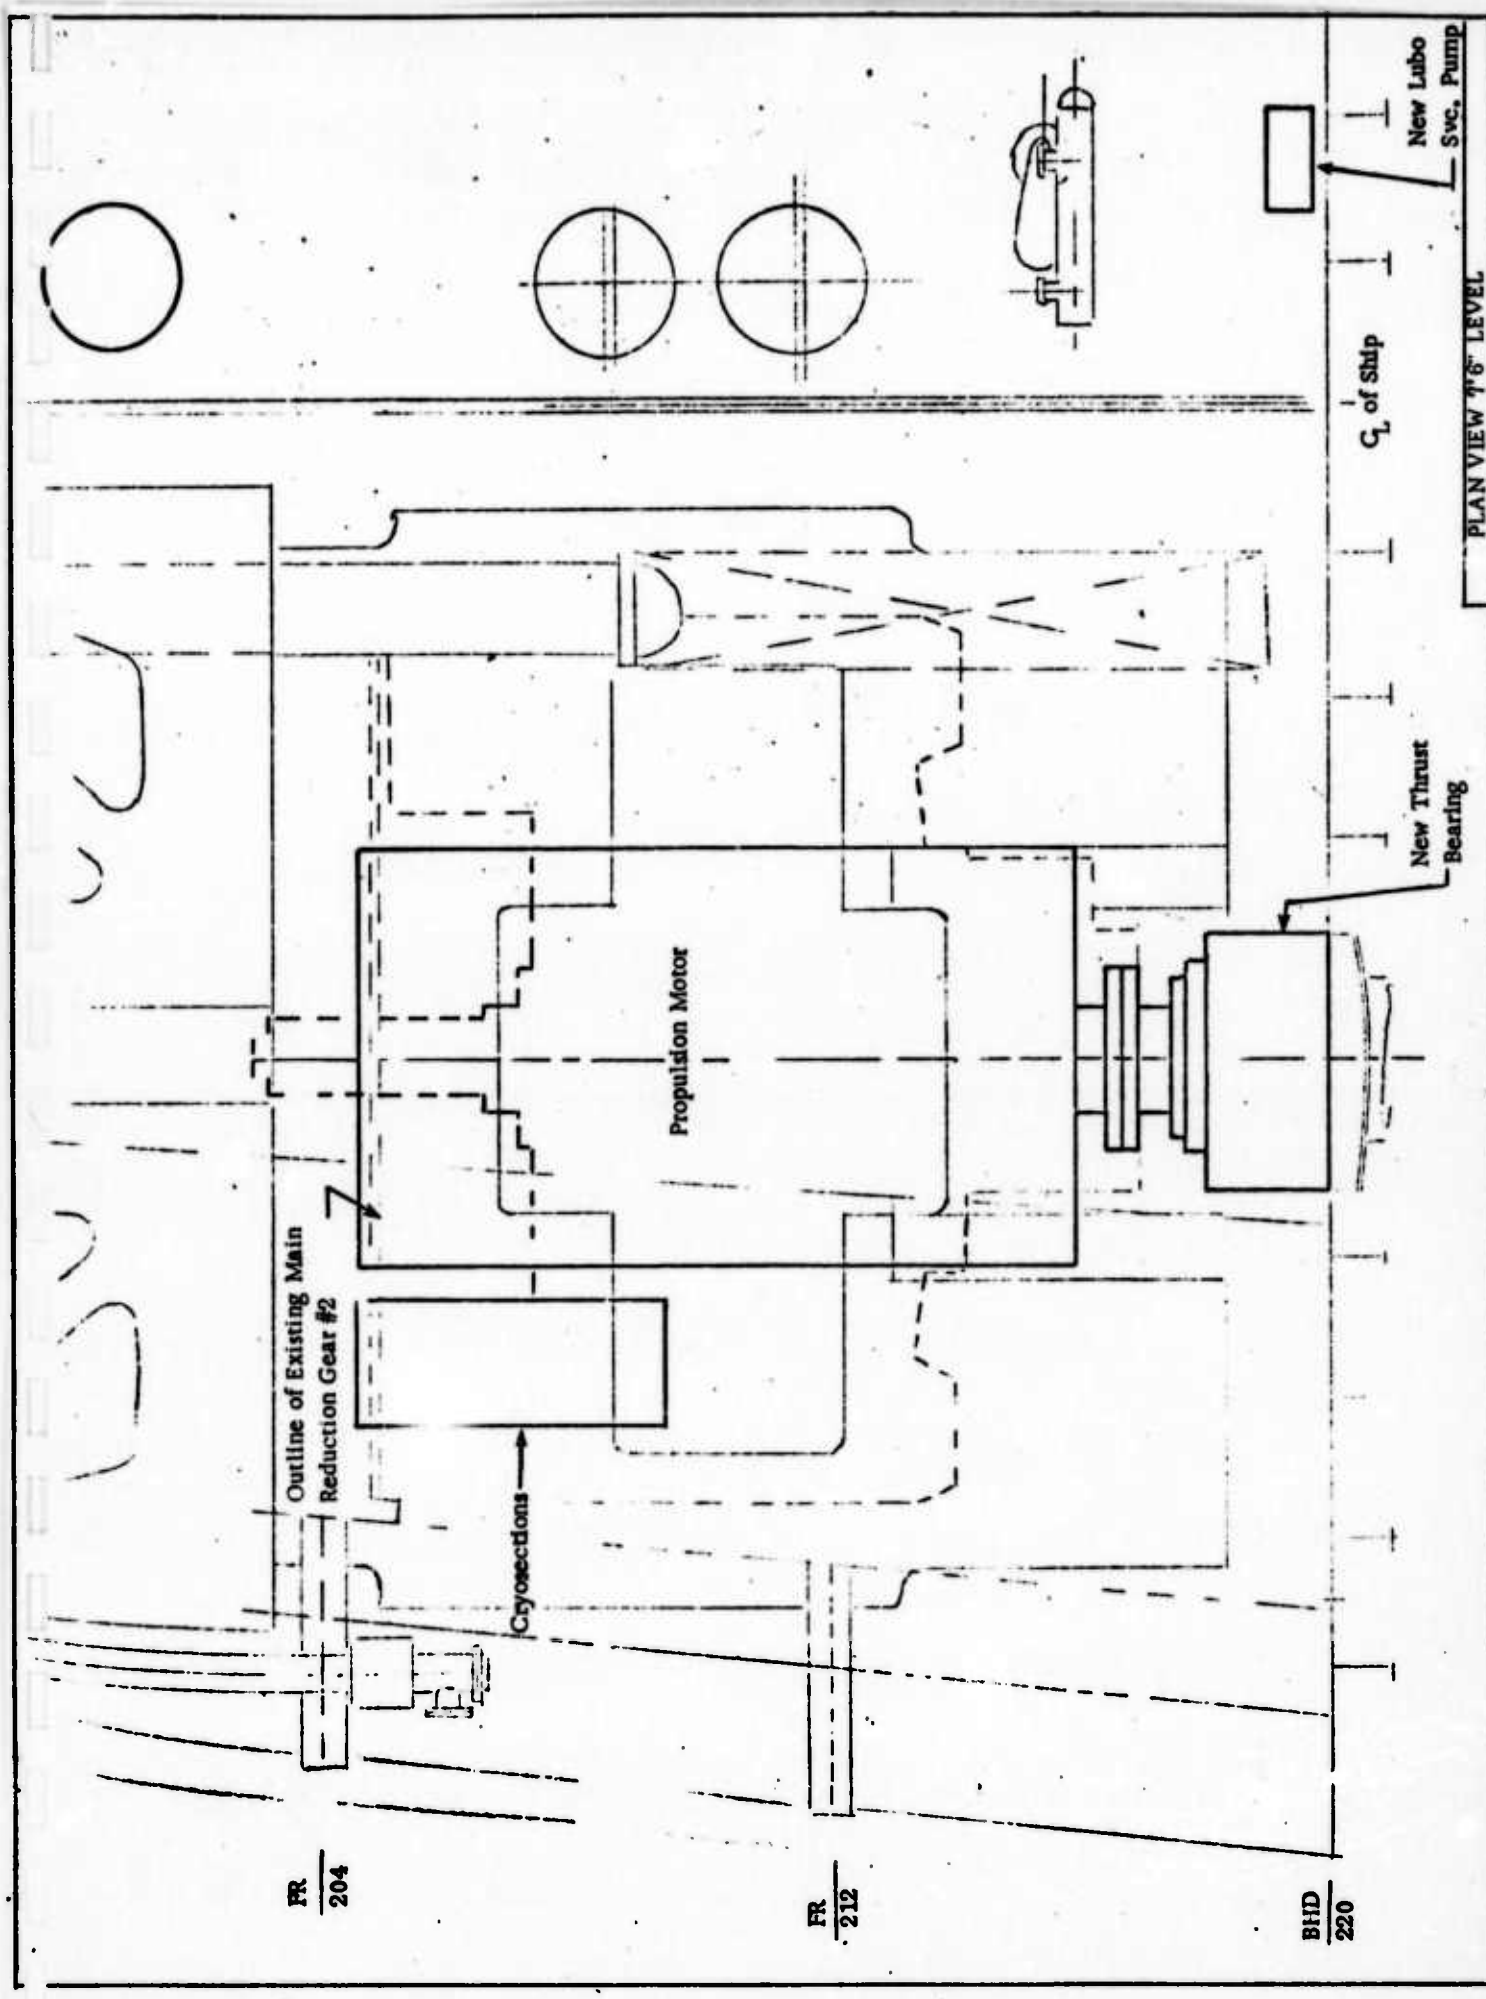 Outline of Existing Main
Reduction Gear #2
Cryosections
Propulsion Motor
New Thrust
Bearing
New Lubo
Svc. Pump
CL of Ship
FR
204
FR
212
BHD
220
PLAN VIEW 7'6" LEVEL